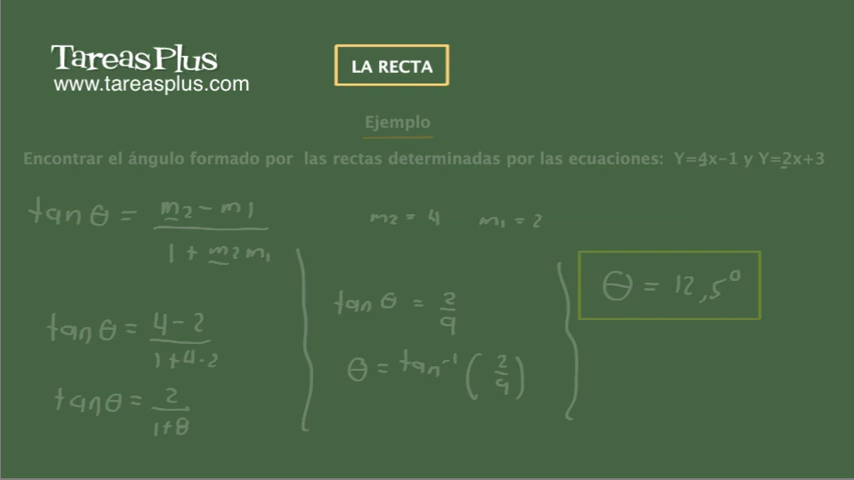 TareasPlus
www.tareasplus.com
LA RECTA
Ejemplo
Encontrar el ángulo formado por las rectas determinadas por las ecuaciones: Y=4x-1 y Y=2x+3
tan θ = m2 - m1 / 1 + m2 m1
m2 = 4 m1 = 2
tan θ = 4 - 2 / 1 + 4 · 2
tan θ = 2 / 1 + 8
tan θ = 2 / 9
θ = tan⁻¹ ( 2 / 9 )
θ = 12,5°